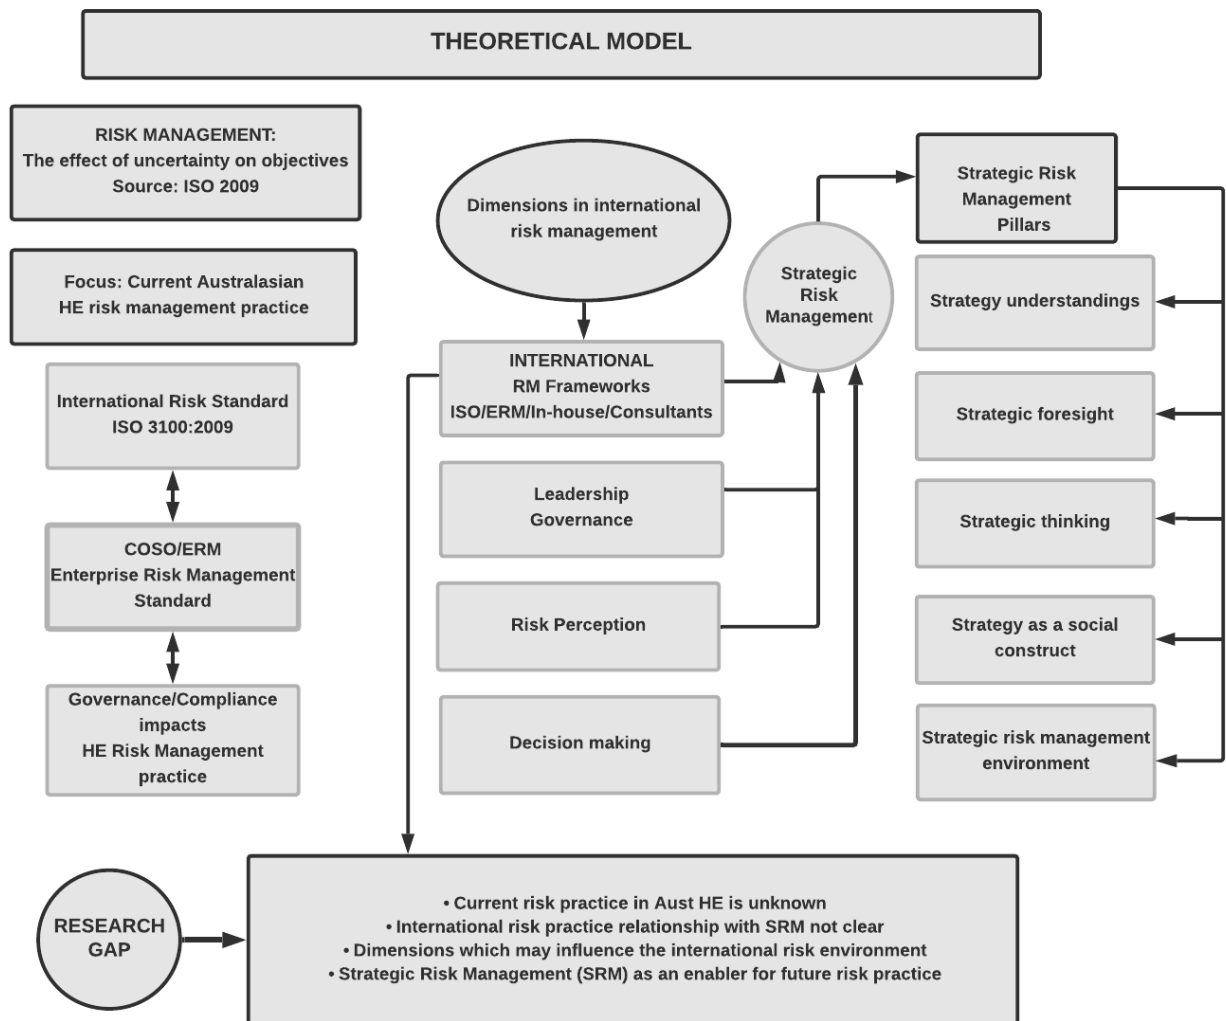 THEORETICAL MODEL
RISK MANAGEMENT:
The effect of uncertainty on objectives
Source: ISO 2009
Focus: Current Australasian
HE risk management practice
International Risk Standard
ISO 3100:2009
COSO/ERM
Enterprise Risk Management
Standard
Governance/Compliance
impacts
HE Risk Management
practice
Dimensions in international
risk management
INTERNATIONAL
RM Frameworks
ISO/ERM/In-house/Consultants
Leadership
Governance
Risk Perception
Decision making
Strategic
Risk
Management
Strategic Risk
Management
Pillars
Strategy understandings
Strategic foresight
Strategic thinking
Strategy as a social
construct
Strategic risk management
environment
RESEARCH
GAP
• Current risk practice in Aust HE is unknown
• International risk practice relationship with SRM not clear
• Dimensions which may influence the international risk environment
• Strategic Risk Management (SRM) as an enabler for future risk practice